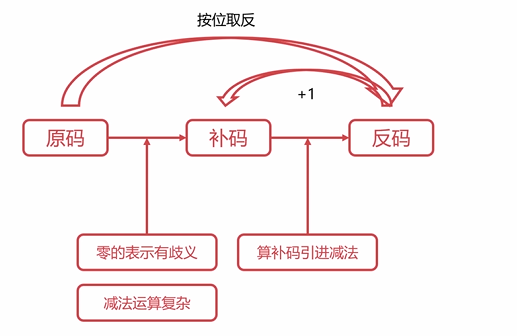 按位取反
+1
原码
补码
反码
零的表示有歧义
算补码引进减法
减法运算复杂